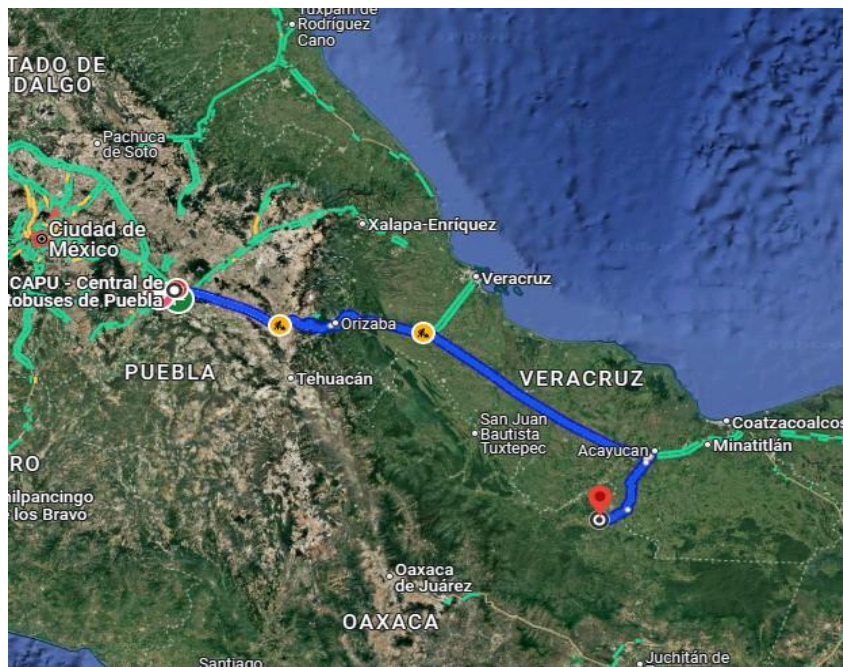 Tuxpam de
Rodríguez
Cano
TADO DE
IDALGO
Pachuca
de Soto
Xalapa-Enríquez
Ciudad de
México
Veracruz
CAPU - Central de
tobuses de Puebla
Orizaba
PUEBLA
Tehuacán
VERACRUZ
San Juan
Bautista
Tuxtepec
Coatzacoalcos
Acayucan
Minatitlán
RO
hilpancingo
e los Bravo
Oaxaca
de Juárez
OAXACA
Santiago
Juchitán de